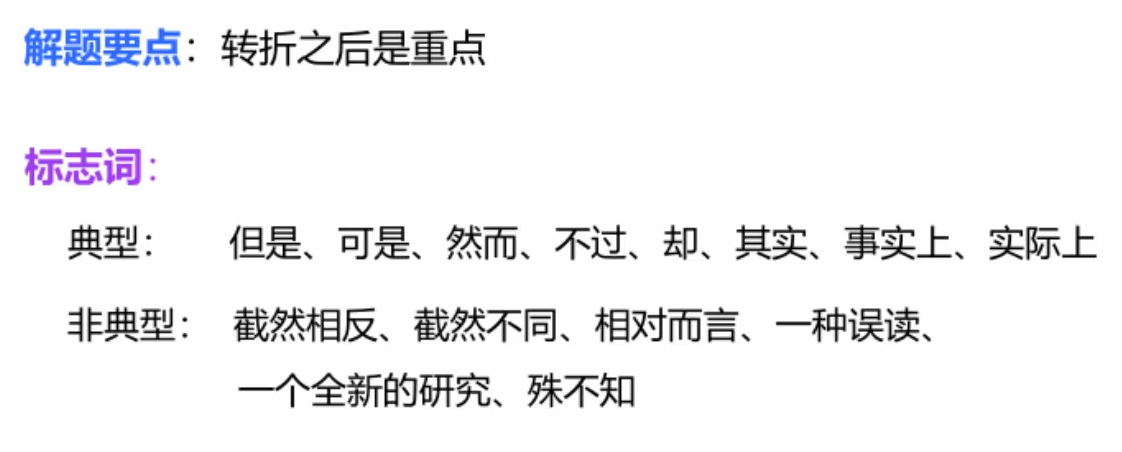 解题要点：转折之后是重点
标志词：
典型： 但是、可是、然而、不过、却、其实、事实上、实际上
非典型： 截然相反、截然不同、相对而言、一种误读、
一个全新的研究、殊不知